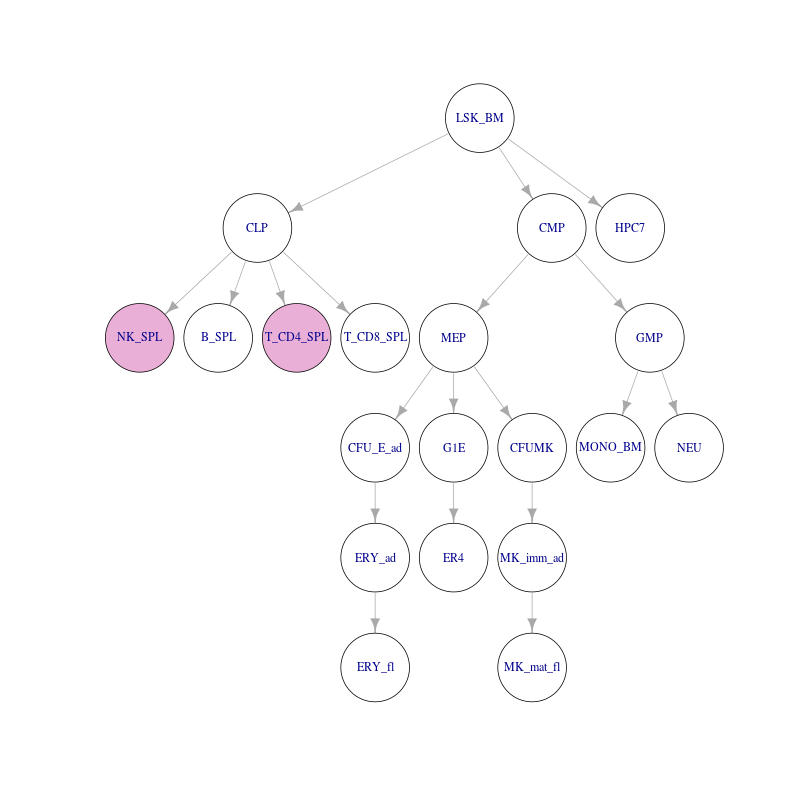 LSK_BM
CLP
CMP
HPC7
NK_SPL
B_SPL
T_CD4_SPL
T_CD8_SPL
MEP
GMP
CFU_E_ad
G1E
CFUMK
MONO_BM
NEU
ERY_ad
ER4
MK_imm_ad
ERY_fl
MK_mat_fl